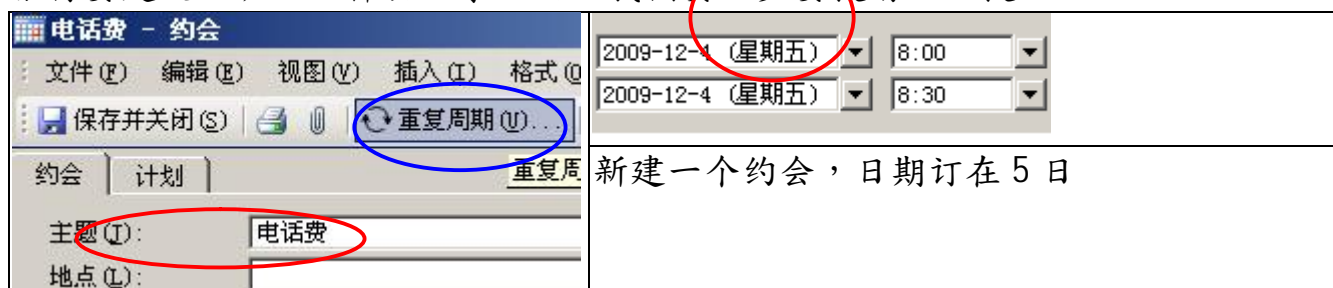 电话费 - 约会
文件(F) 编辑(E) 视图(V) 插入(I) 格式(O
保存并关闭(S) 重复周期(U)...
约会 计划 重复周
主题(T): 电话费
地点(L):
2009-12-4 (星期五) 8:00
2009-12-4 (星期五) 8:30
新建一个约会，日期订在 5 日